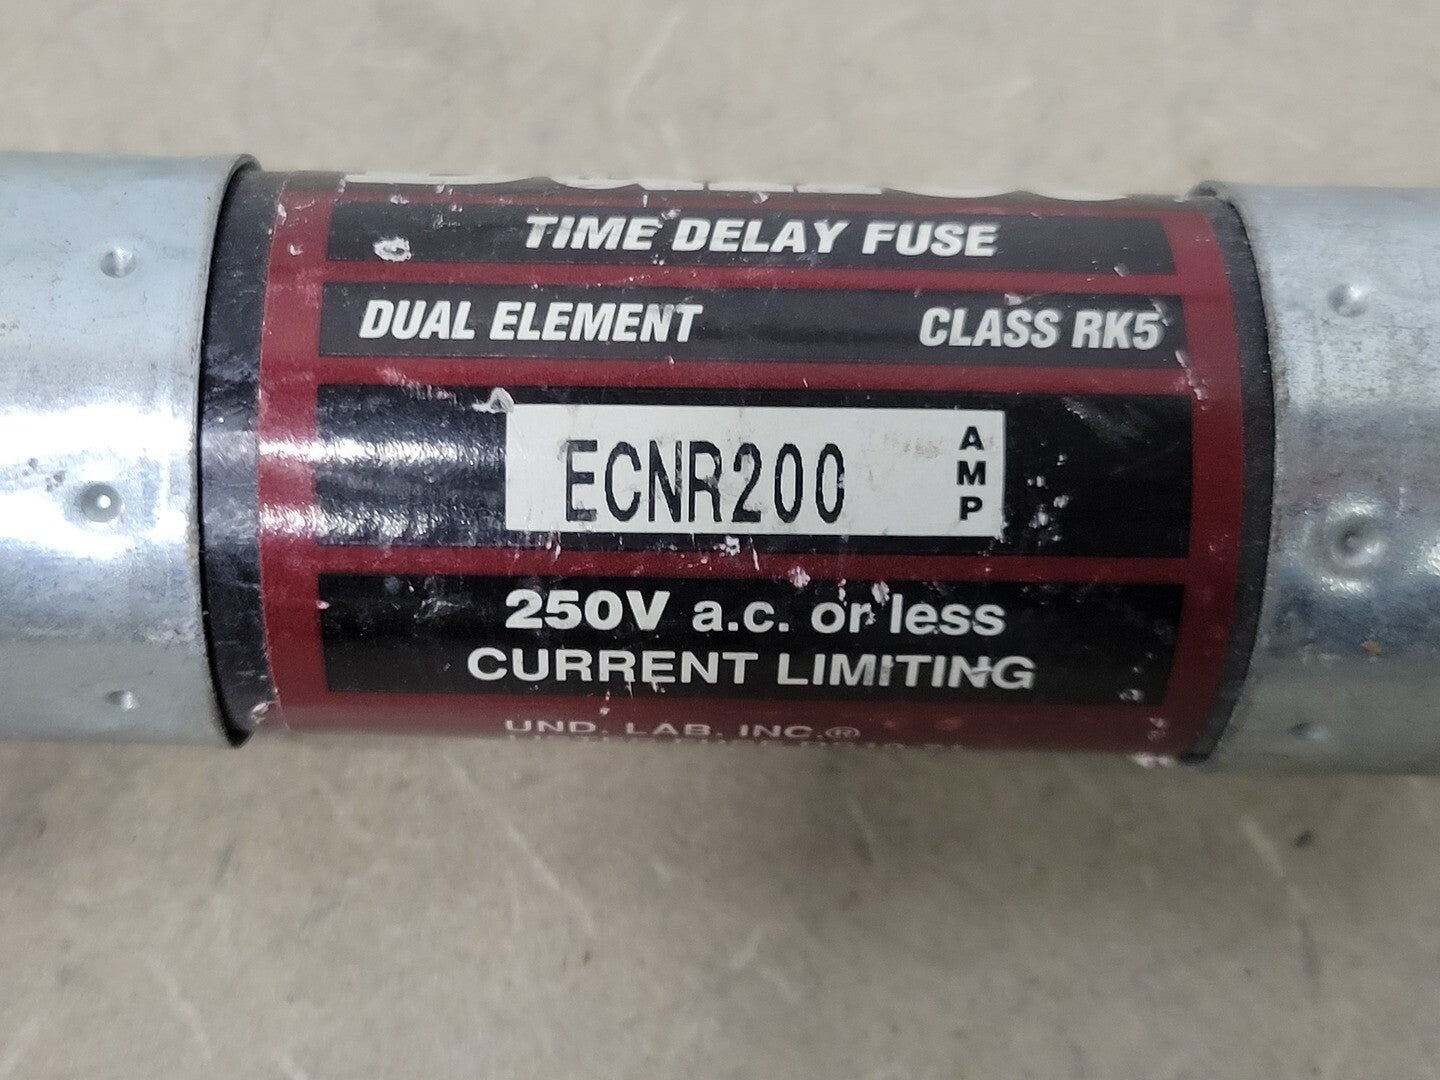 TIME DELAY FUSE
DUAL ELEMENT CLASS RK5
ECNR200 AMP
250V a.c. or less
CURRENT LIMITING
UND. LAB. INC.®